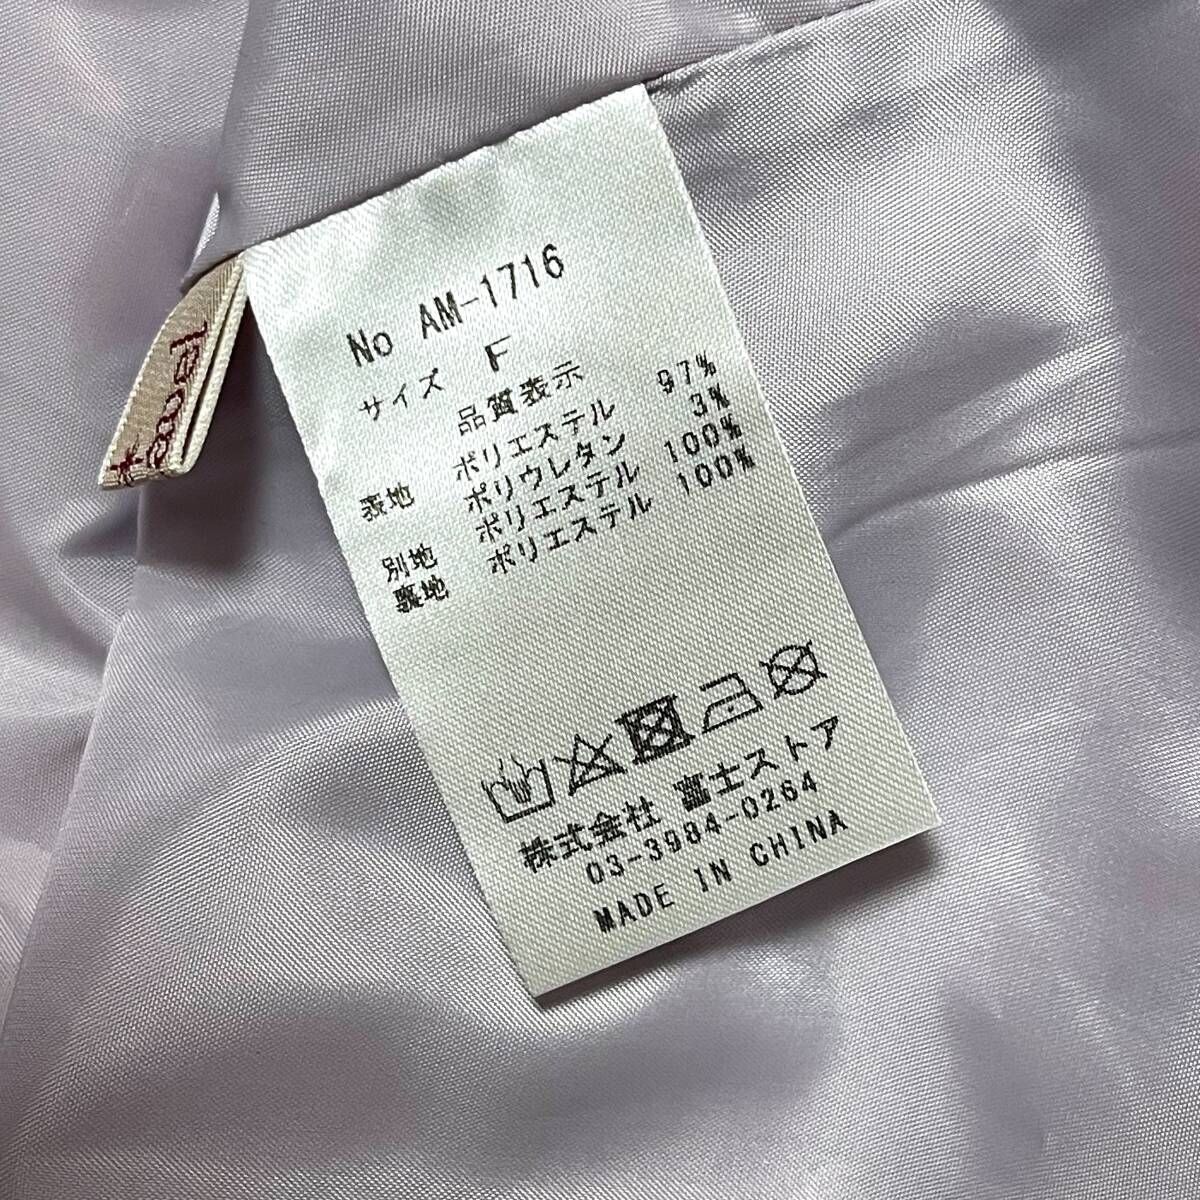 No AM-1716
サイズ F
品質表示
表地 ポリエステル 97%
ポリウレタン 3%
別地 ポリエステル 100%
裏地 ポリエステル 100%
株式会社 富士ストア
03-3984-0264
MADE IN CHINA